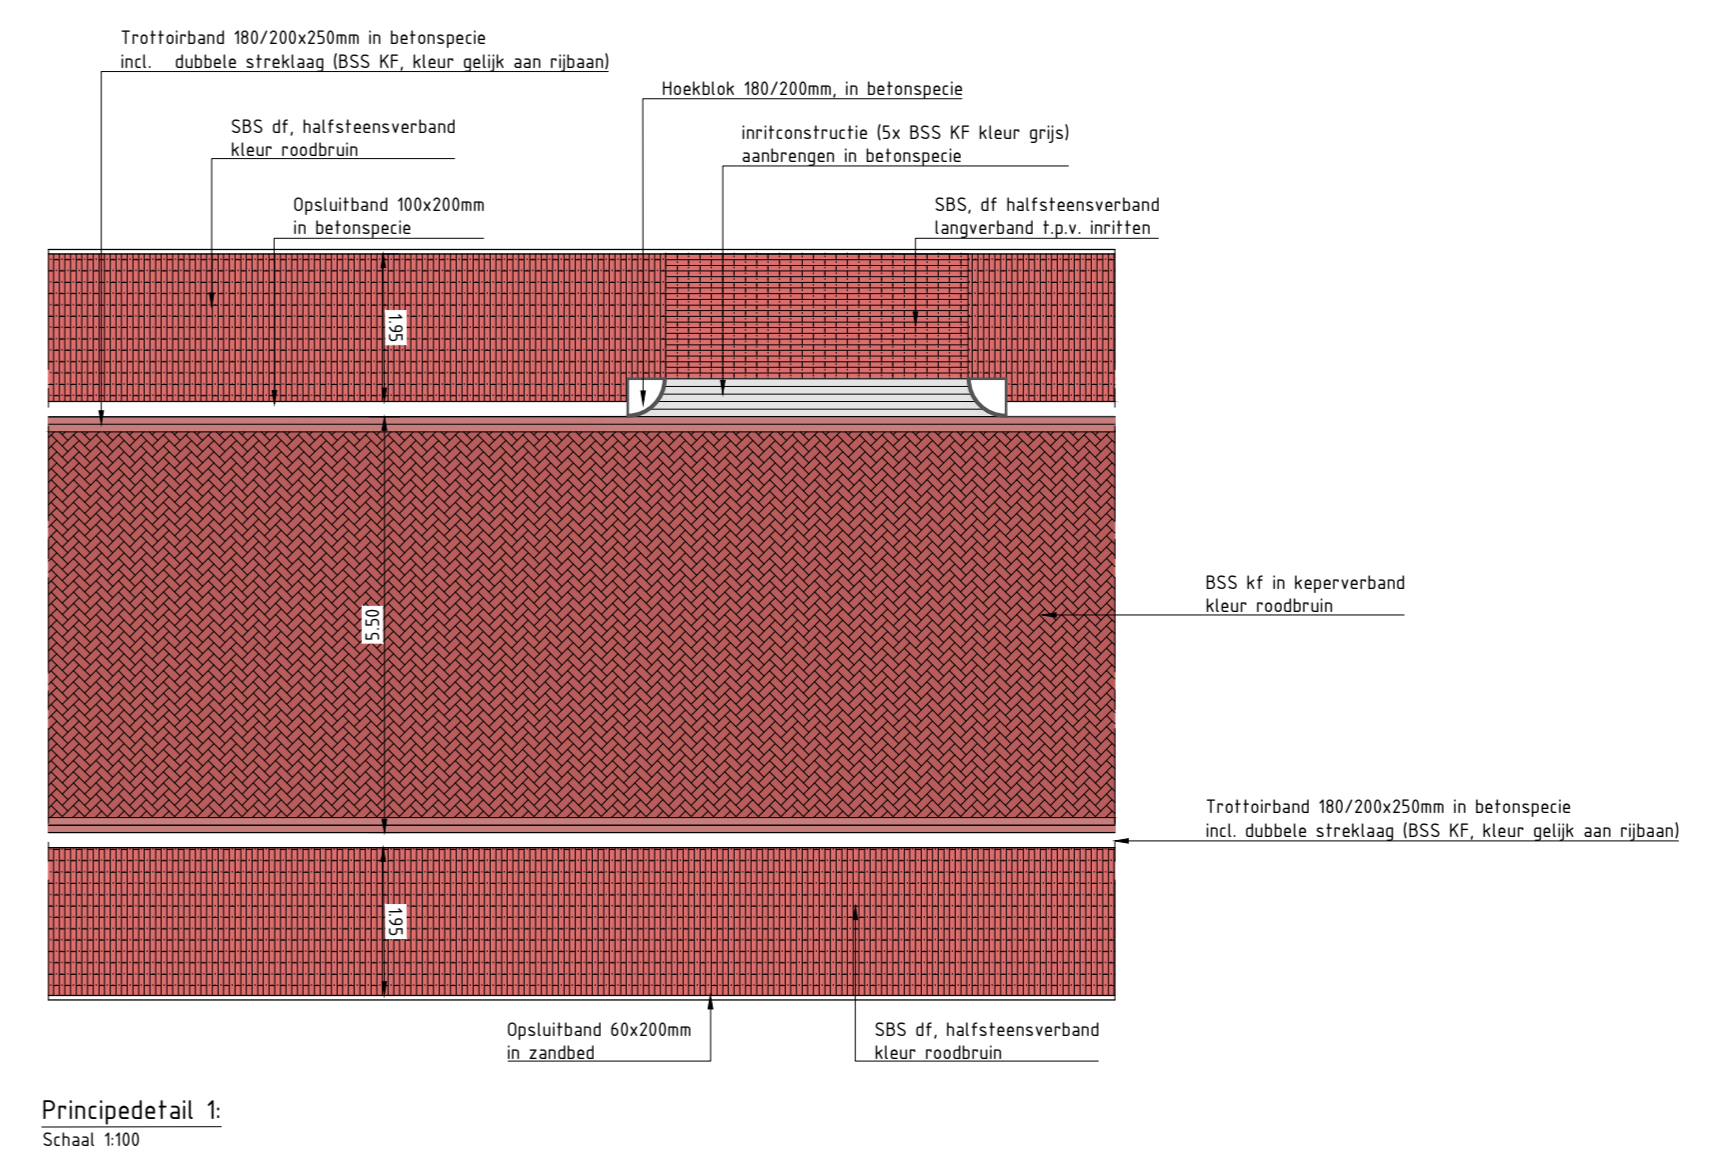 Trottoirband 180/200x250mm in betonspecie
incl. dubbele streklaag (BSS KF, kleur gelijk aan rijbaan)
Hoekblok 180/200mm, in betonspecie
SBS df, halfsteensverband
kleur roodbruin
inritconstructie (5x BSS KF kleur grijs)
aanbrengen in betonspecie
Opsluitband 100x200mm
in betonspecie
SBS, df halfsteensverband
langverband t.p.v. inritten
1.95
5.50
BSS kf in keperverband
kleur roodbruin
Trottoirband 180/200x250mm in betonspecie
incl. dubbele streklaag (BSS KF, kleur gelijk aan rijbaan)
1.95
Opsluitband 60x200mm
in zandbed
SBS df, halfsteensverband
kleur roodbruin
Principedetail 1:
Schaal 1:100